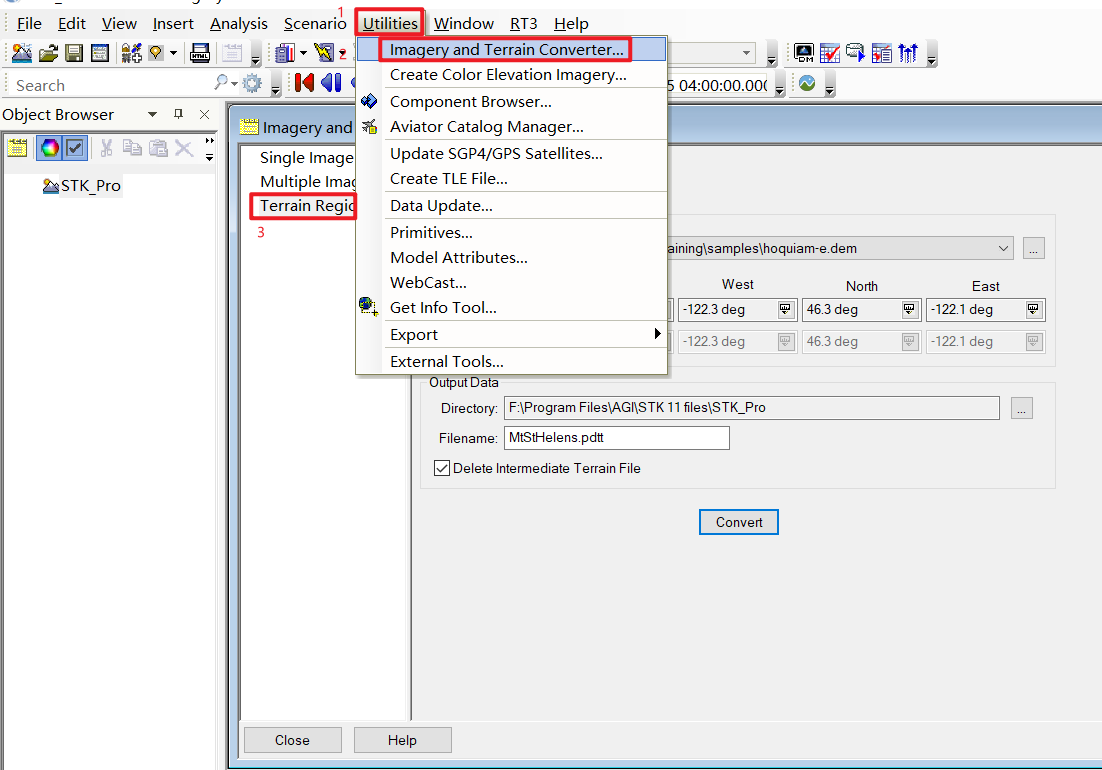 File Edit View Insert Analysis Scenario 1 Utilities Window RT3 Help
Imagery and Terrain Converter...
2
Create Color Elevation Imagery...
Search
5 04:00:00.00
Component Browser...
Object Browser
Imagery and
Aviator Catalog Manager...
Single Image
Update SGP4/GPS Satellites...
Multiple Imag
Create TLE File...
STK_Pro
Terrain Regio
Data Update...
3
Primitives...
Model Attributes...
aining\samples\hoquiam-e.dem ...
WebCast...
West North East
Get Info Tool...
-122.3 deg 46.3 deg -122.1 deg
Export
-122.3 deg 46.3 deg -122.1 deg
External Tools...
Output Data
Directory: F:\Program Files\AGI\STK 11 files\STK_Pro ...
Filename: MtStHelens.pdtt
Delete Intermediate Terrain File
Convert
Close Help